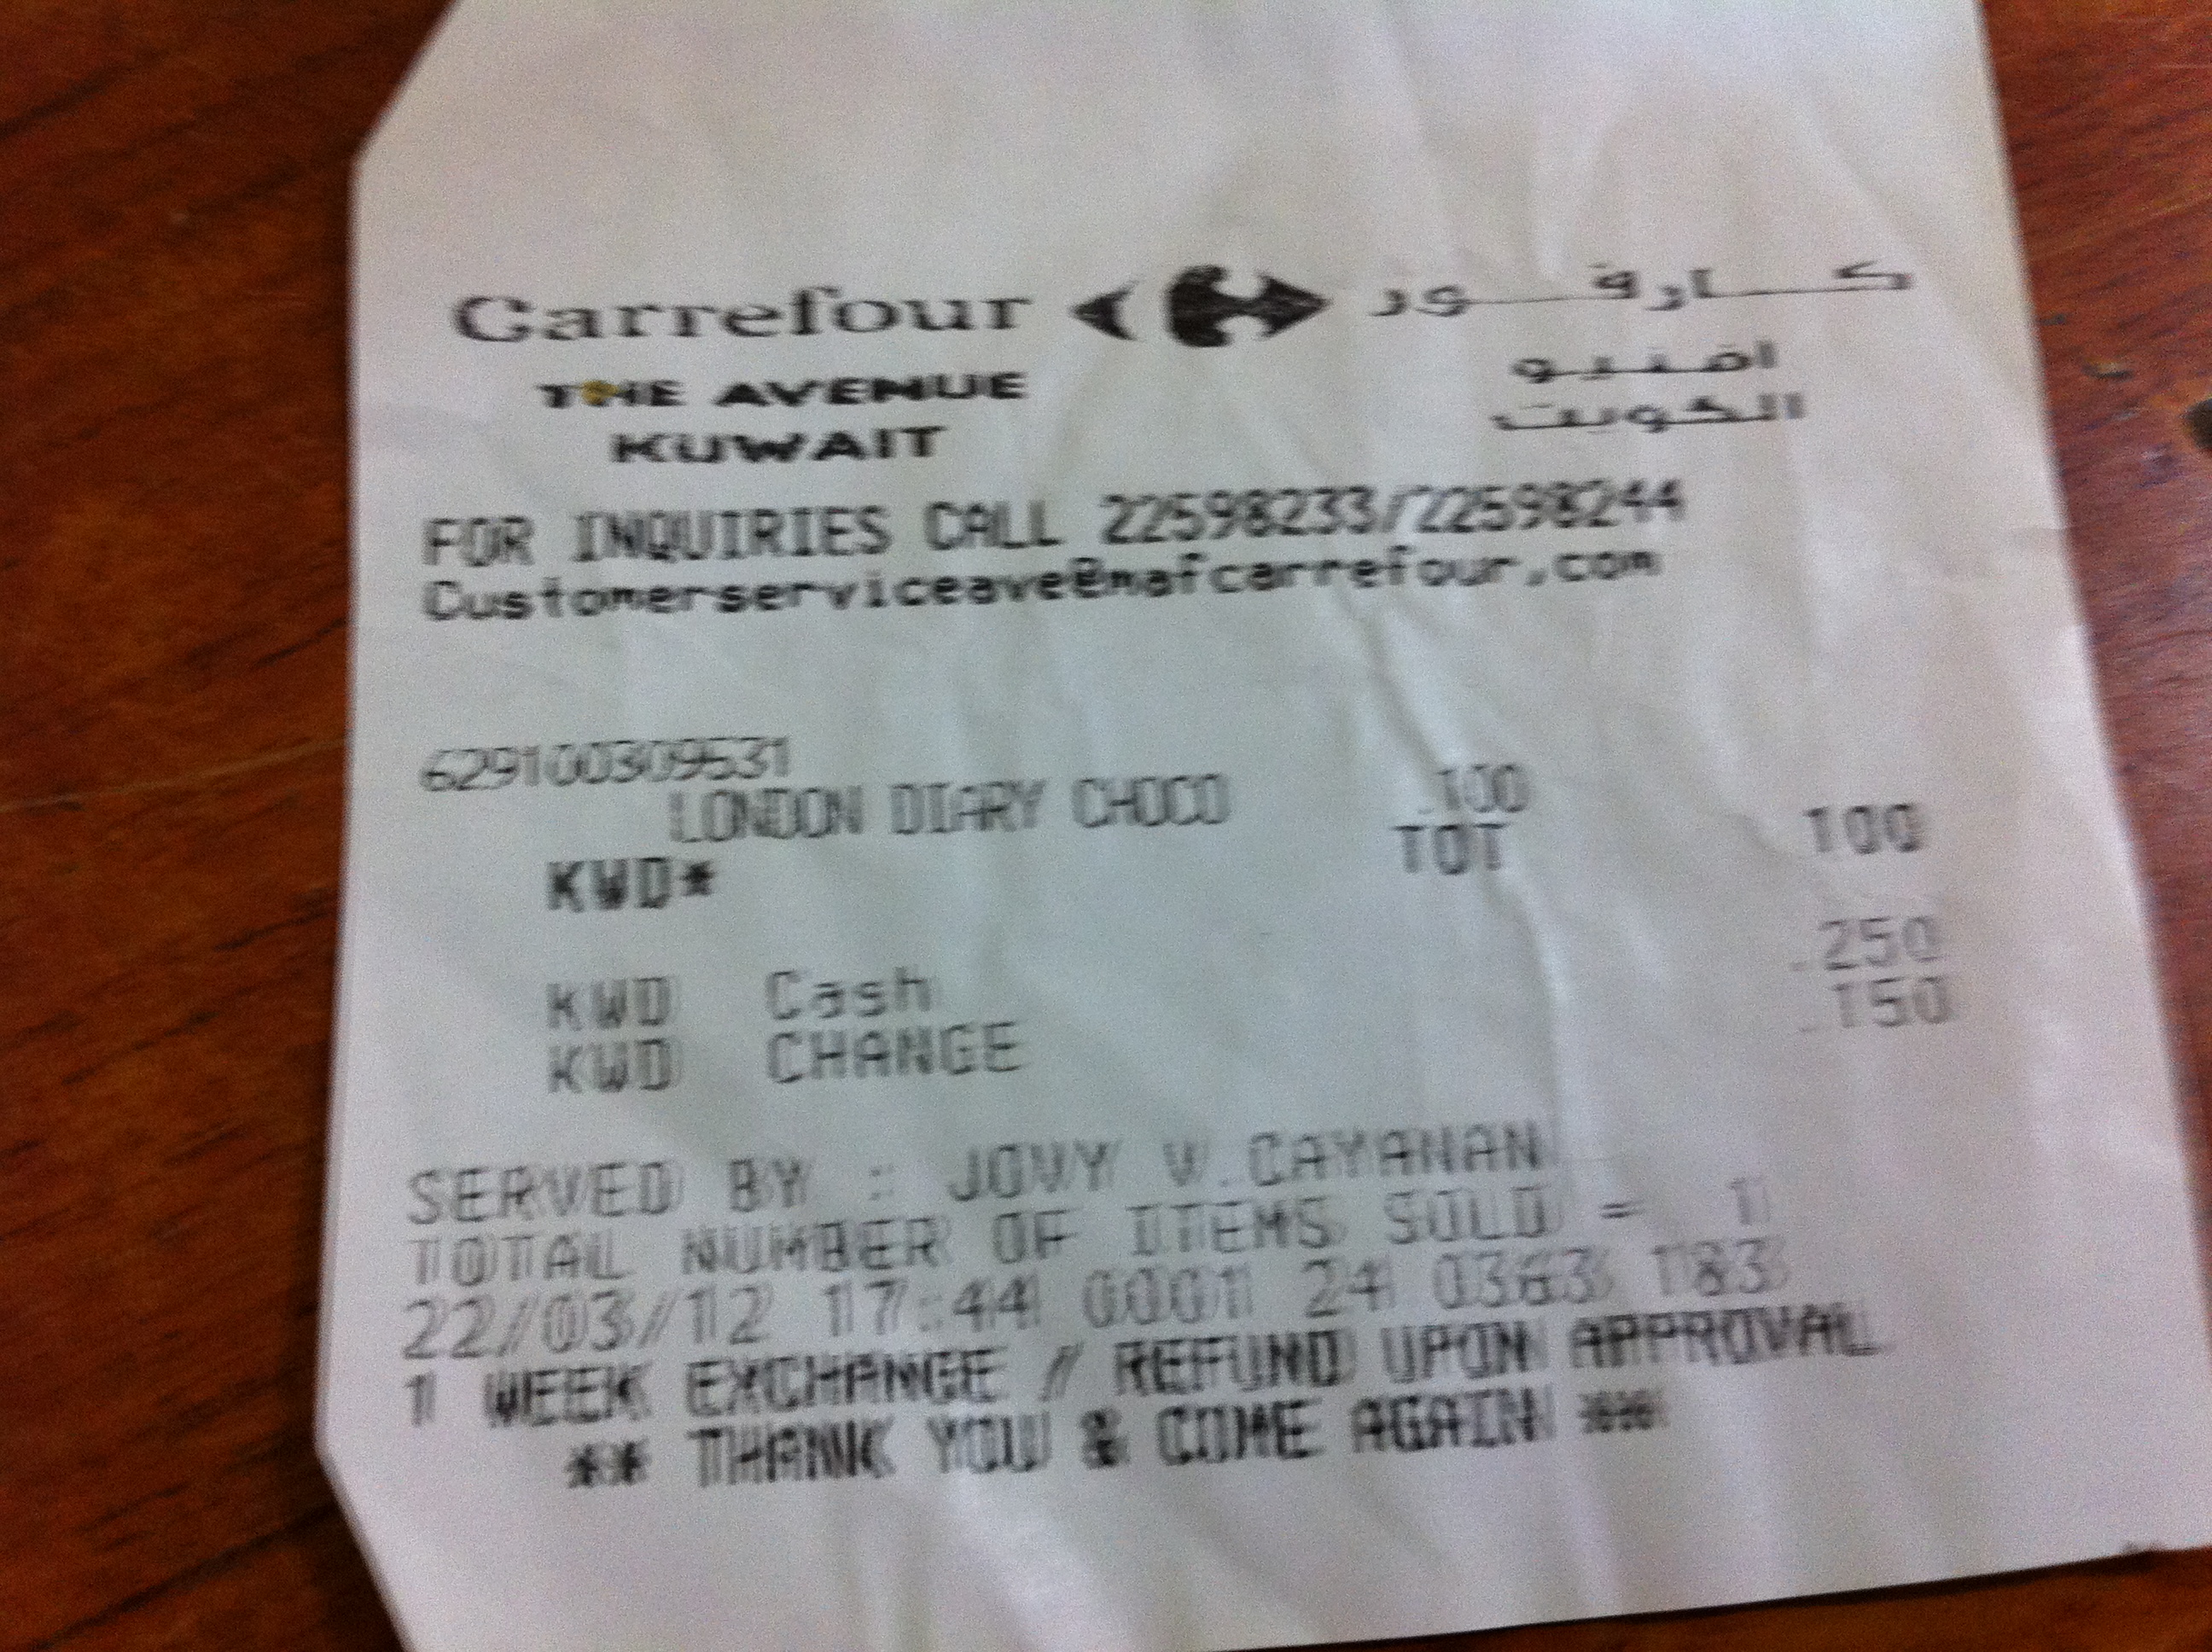 Carrefour كارفور
THE AVENUE افنيو
KUWAIT الكويت
FOR INQUIRIES CALL 22598233/22598244
Customerserviceave@mafcarrefour.com
629100309531
LONDON DIARY CHOCO .100
KWD* TOT 100
KWD Cash .250
KWD CHANGE .150
SERVED BY : JOVY V.CAYANAN
TOTAL NUMBER OF ITEMS SOLD = 1
22/03/12 17:44 0001 24 0363 183
1 WEEK EXCHANGE / REFUND UPON APPROVAL
** THANK YOU & COME AGAIN **